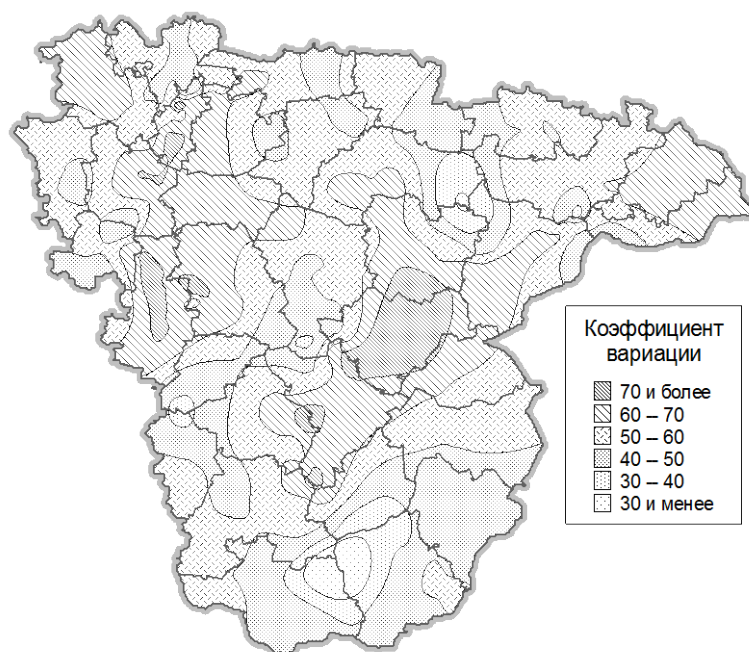 Коэффициент
вариации
70 и более
60 – 70
50 – 60
40 – 50
30 – 40
30 и менее